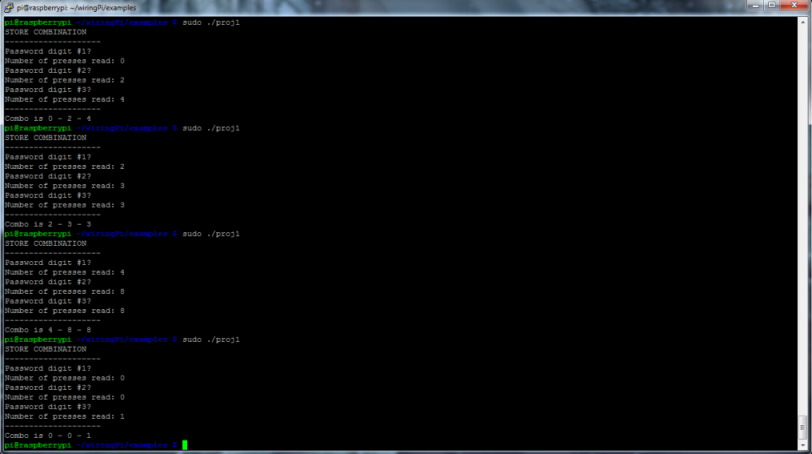 pi@raspberrypi: ~/wiringPi/examples
pi@raspberrypi ~/wiringPi/examples $ sudo ./proj1
STORE COMBINATION
--------------------
Password digit #1?
Number of presses read: 0
Password digit #2?
Number of presses read: 2
Password digit #3?
Number of presses read: 4
--------------------
Combo is 0 - 2 - 4
pi@raspberrypi ~/wiringPi/examples $ sudo ./proj1
STORE COMBINATION
--------------------
Password digit #1?
Number of presses read: 2
Password digit #2?
Number of presses read: 3
Password digit #3?
Number of presses read: 3
--------------------
Combo is 2 - 3 - 3
pi@raspberrypi ~/wiringPi/examples $ sudo ./proj1
STORE COMBINATION
--------------------
Password digit #1?
Number of presses read: 4
Password digit #2?
Number of presses read: 8
Password digit #3?
Number of presses read: 8
--------------------
Combo is 4 - 8 - 8
pi@raspberrypi ~/wiringPi/examples $ sudo ./proj1
STORE COMBINATION
--------------------
Password digit #1?
Number of presses read: 0
Password digit #2?
Number of presses read: 0
Password digit #3?
Number of presses read: 1
--------------------
Combo is 0 - 0 - 1
pi@raspberrypi ~/wiringPi/examples $